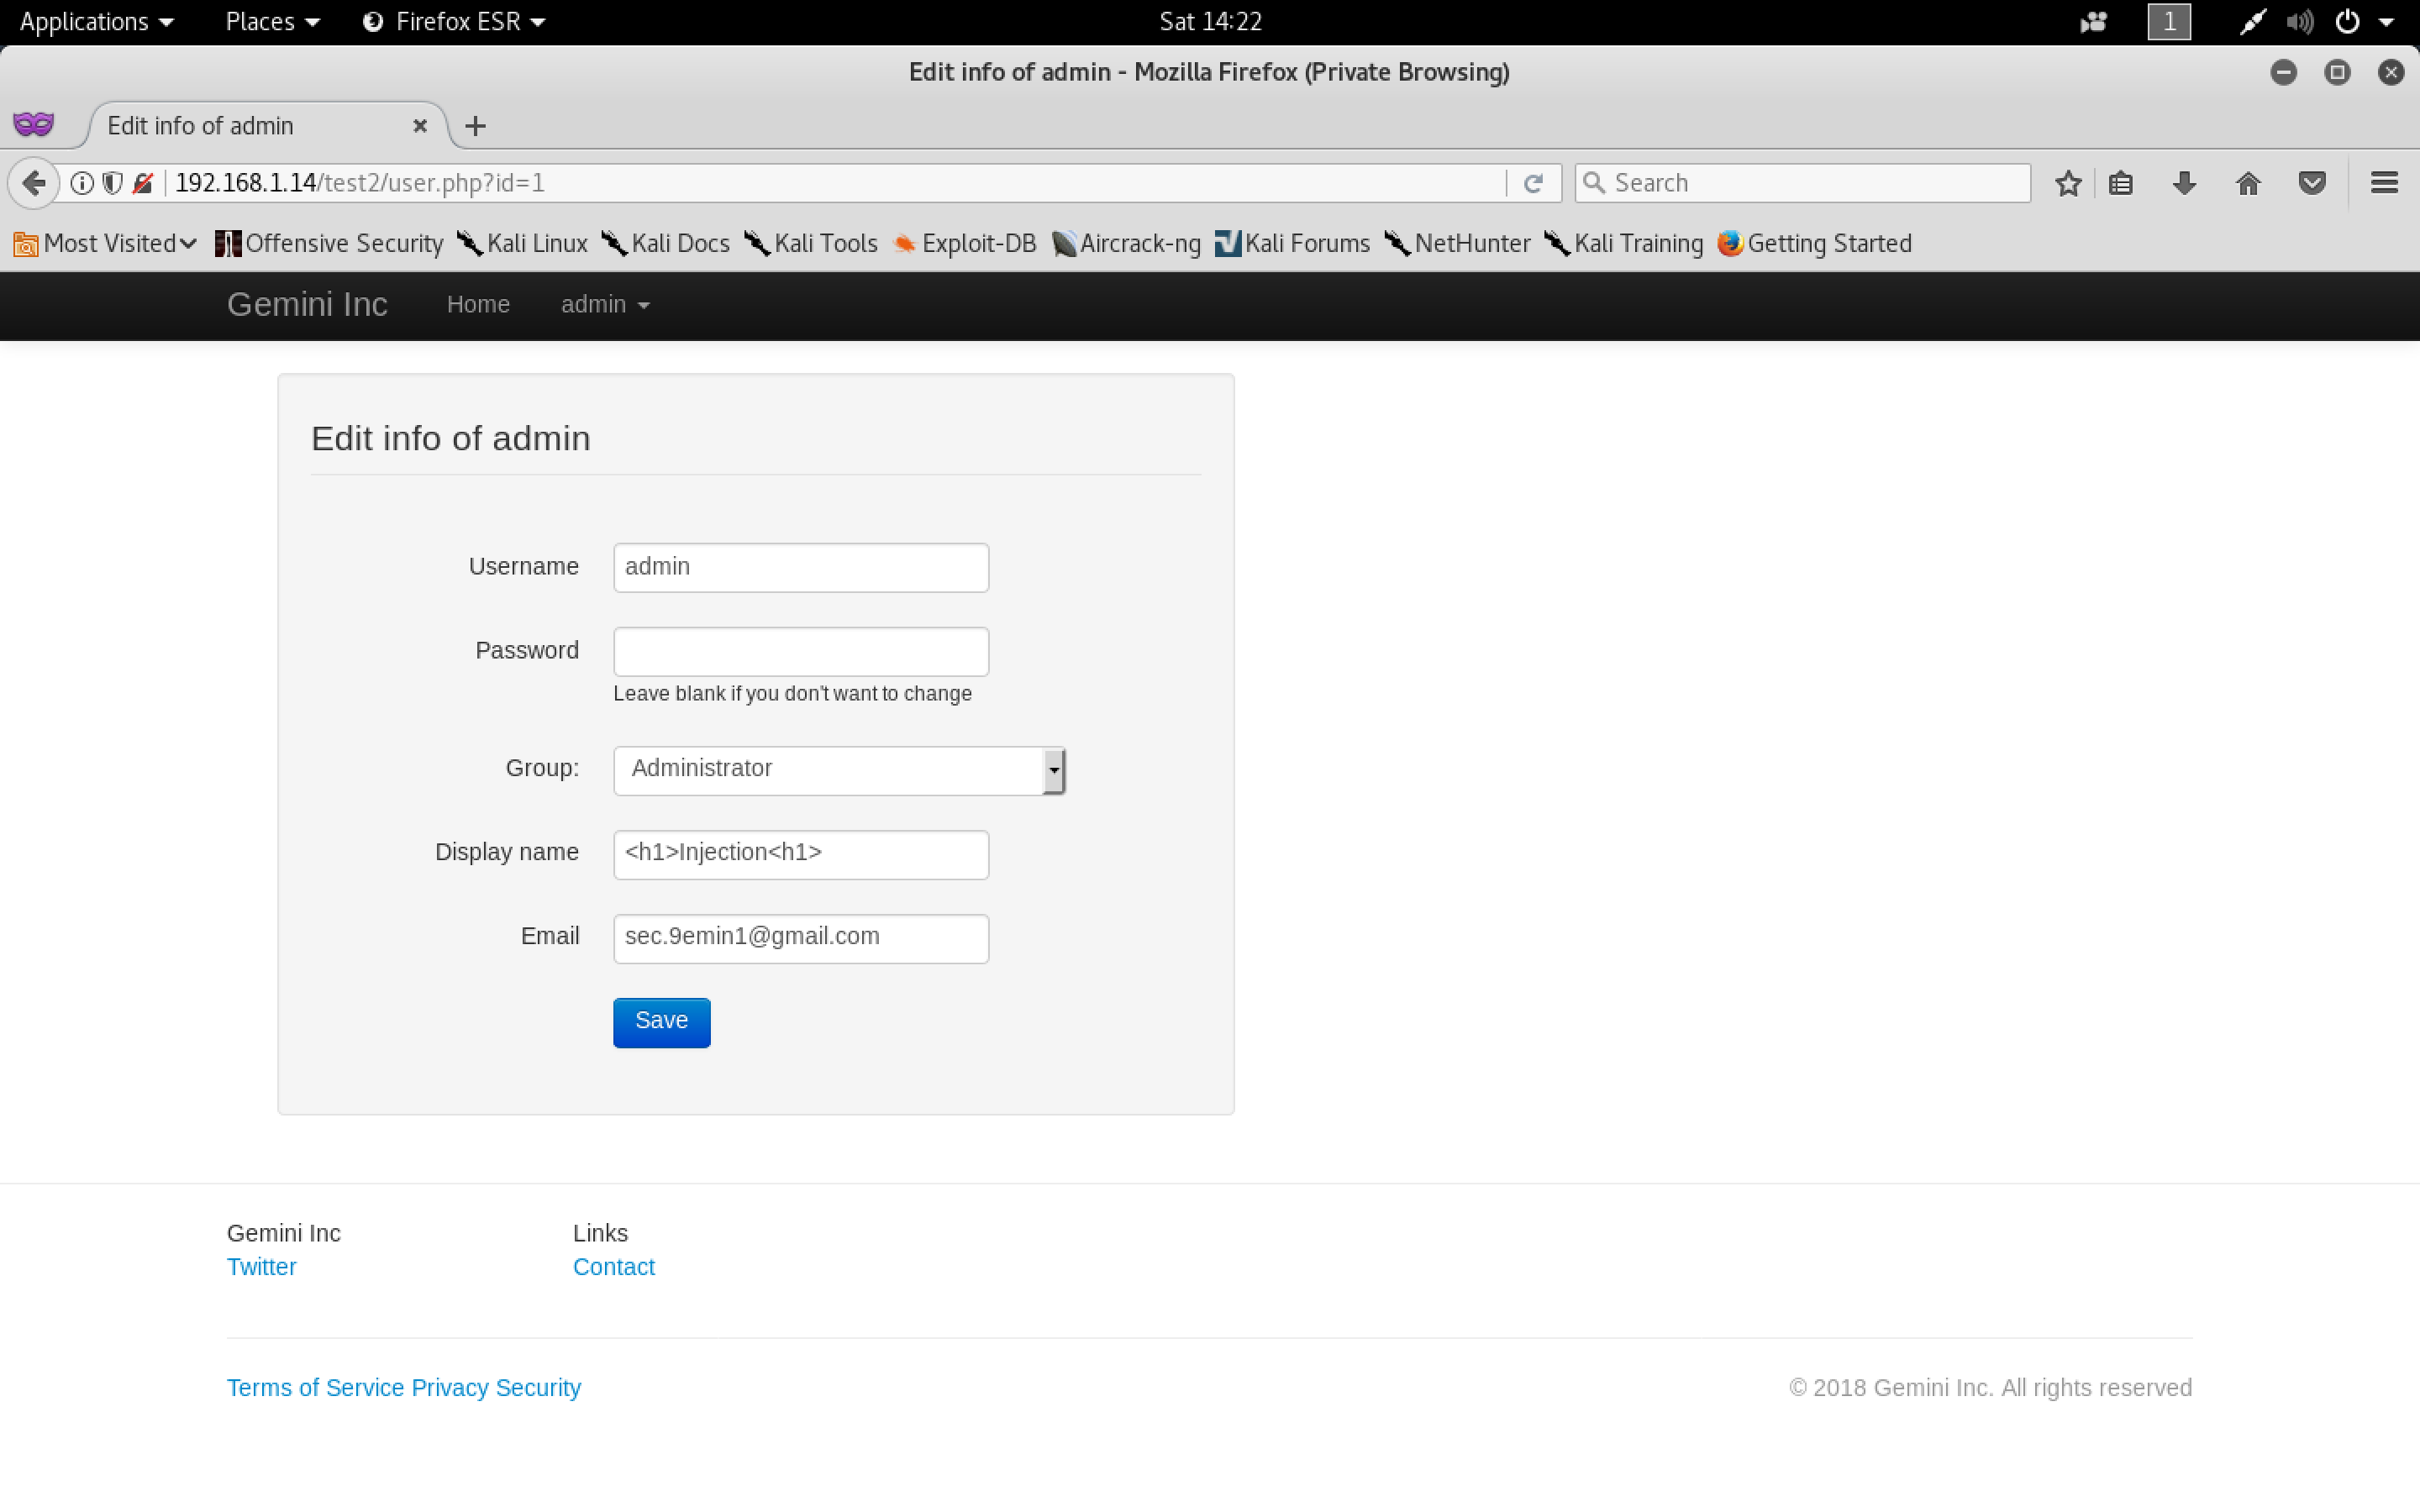 Applications Places Firefox ESR Sat 14:22 1
Edit info of admin - Mozilla Firefox (Private Browsing)
Edit info of admin
192.168.1.14/test2/user.php?id=1 Search
Most Visited Offensive Security Kali Linux Kali Docs Kali Tools Exploit-DB Aircrack-ng Kali Forums NetHunter Kali Training Getting Started
Gemini Inc Home admin
Edit info of admin
Username admin
Password
Leave blank if you don't want to change
Group: Administrator
Display name <h1>Injection<h1>
Email sec.9emin1@gmail.com
Save
Gemini Inc Links
Twitter Contact
Terms of Service Privacy Security © 2018 Gemini Inc. All rights reserved